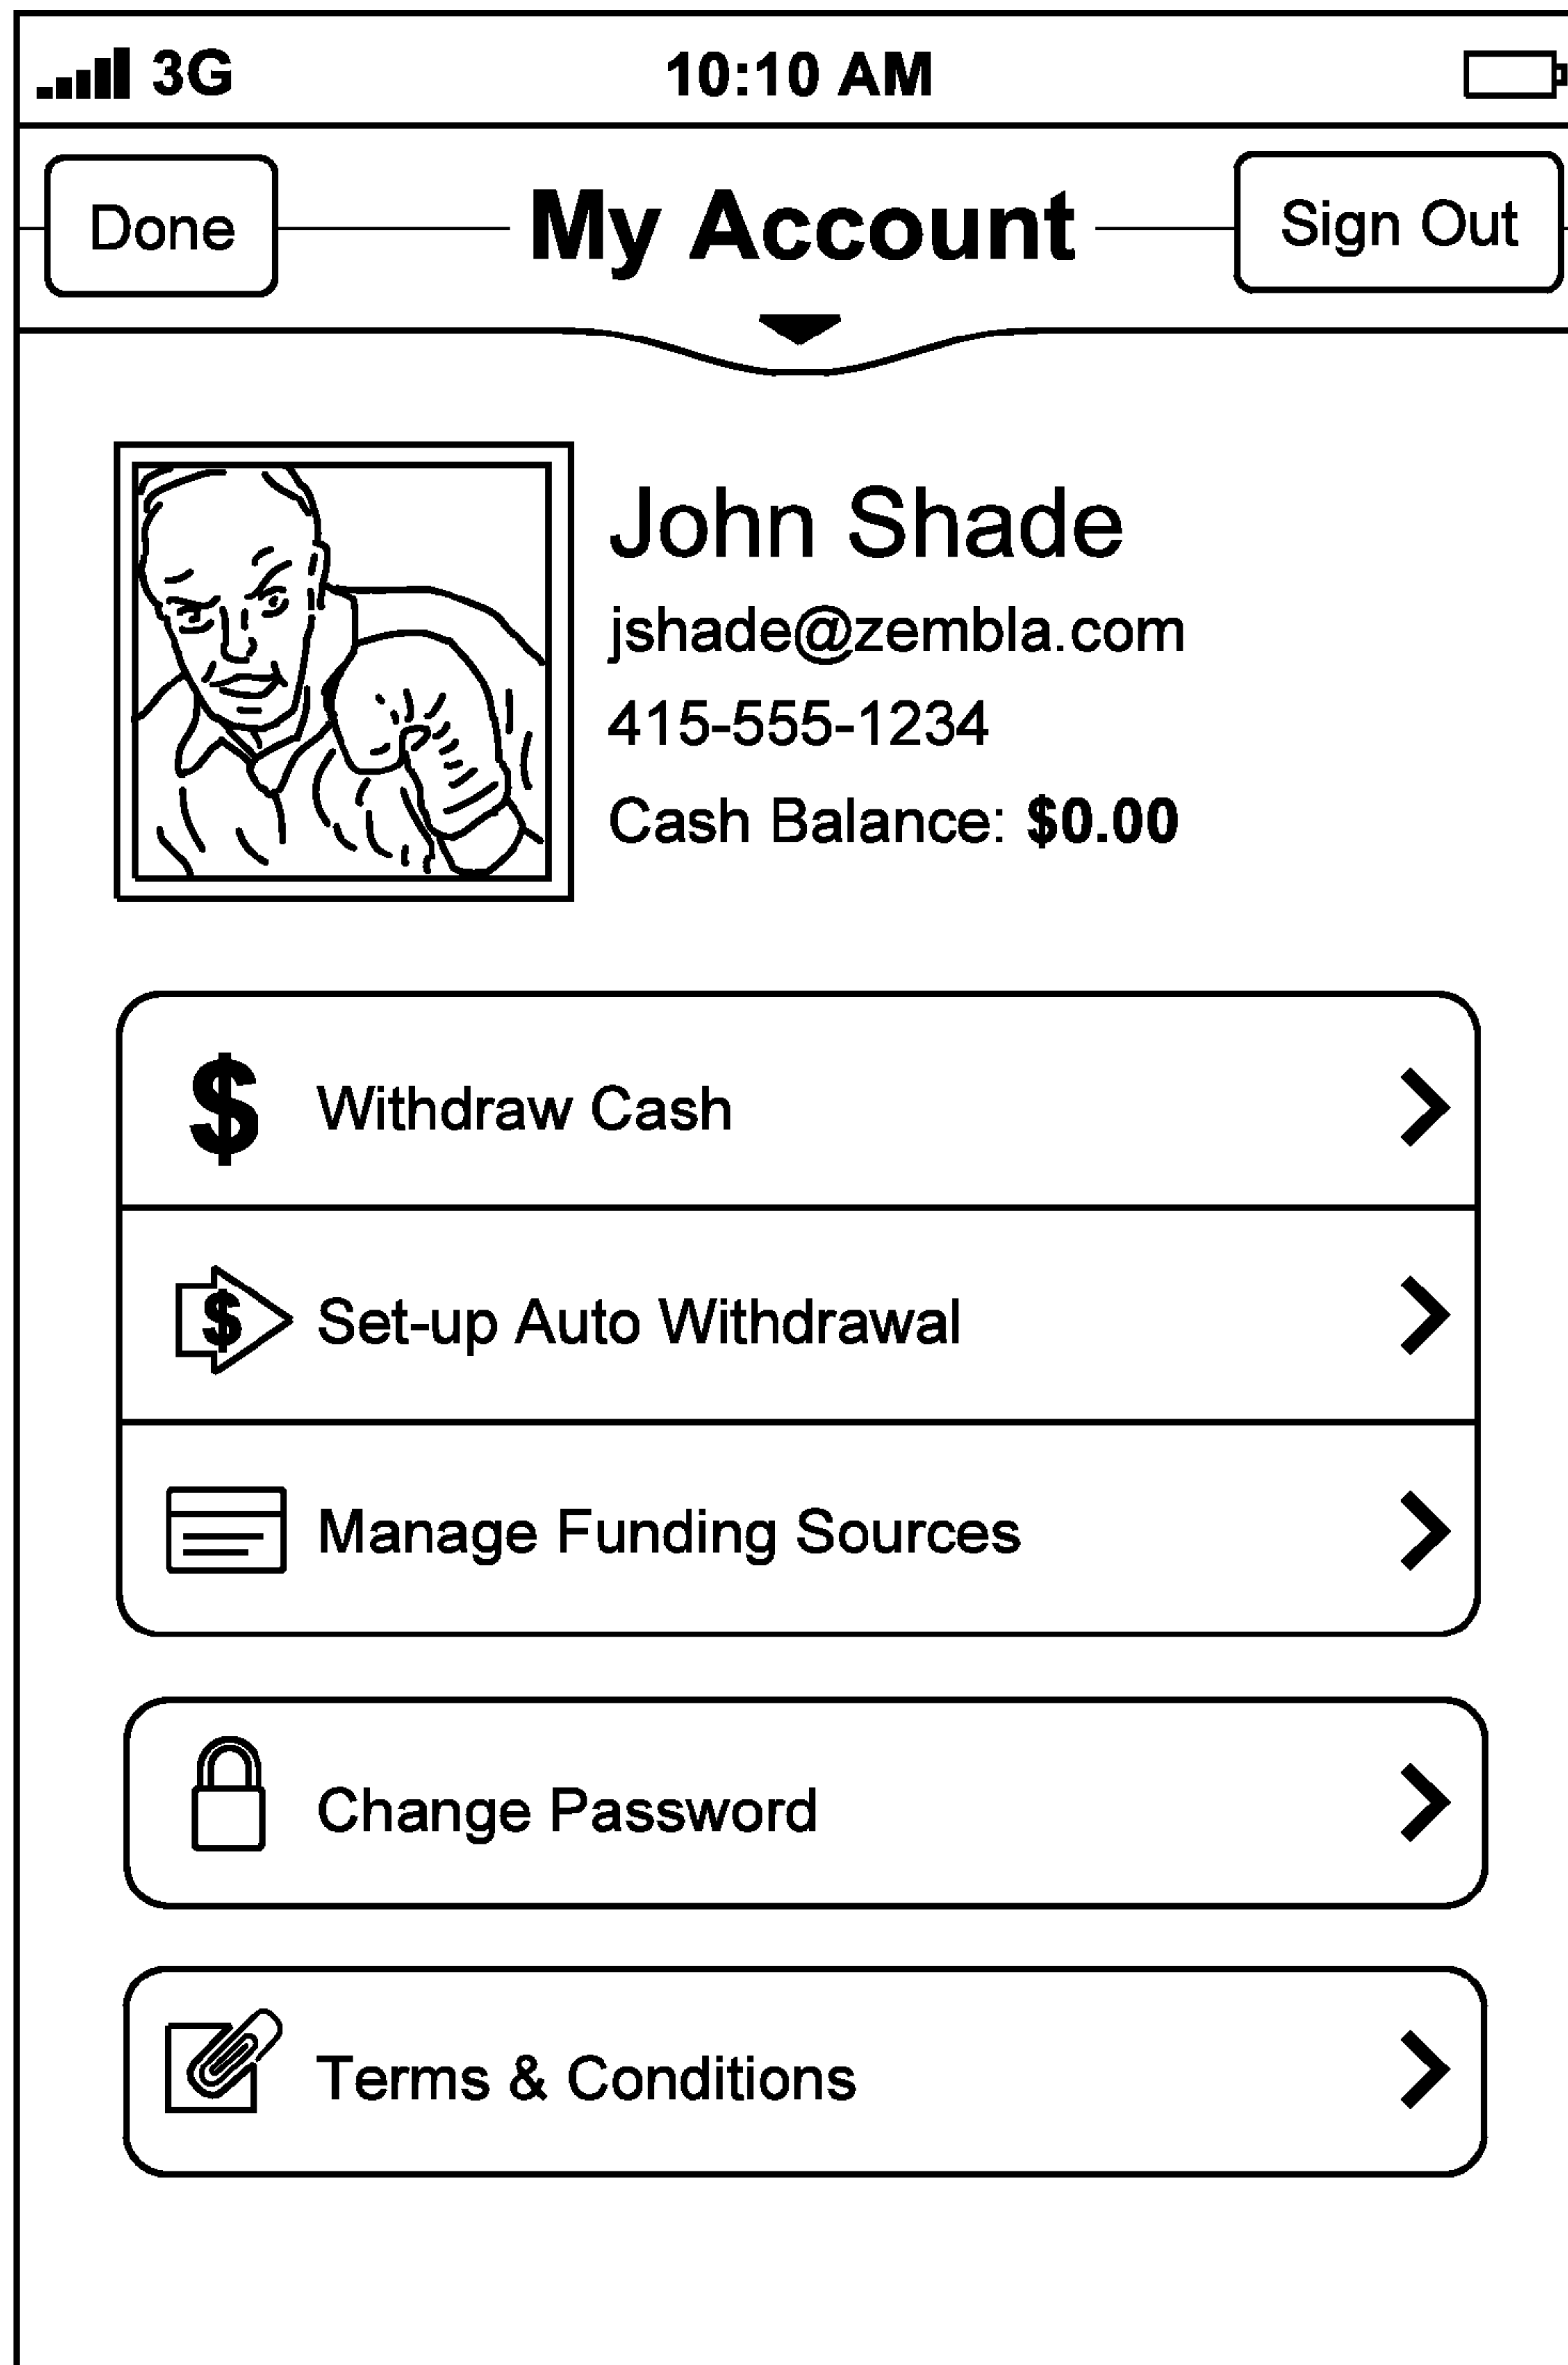 3G 10:10 AM
Done My Account Sign Out
John Shade
jshade@zembla.com
415-555-1234
Cash Balance: $0.00
$ Withdraw Cash
$ Set-up Auto Withdrawal
Manage Funding Sources
Change Password
Terms & Conditions